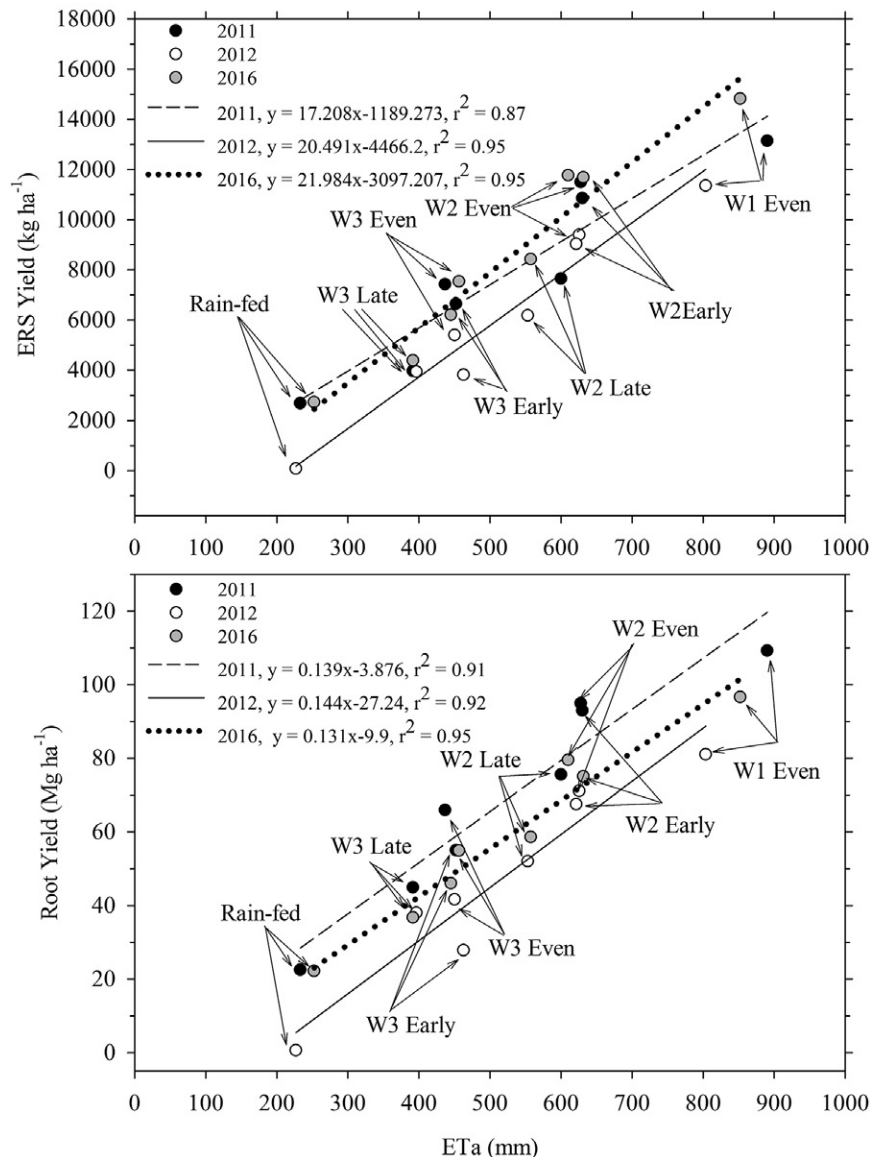 18000
16000
14000
12000
10000
8000
6000
4000
2000
0
ERS Yield (kg ha⁻¹)
2011
2012
2016
2011, y = 17.208x-1189.273, r² = 0.87
2012, y = 20.491x-4466.2, r² = 0.95
2016, y = 21.984x-3097.207, r² = 0.95
W2 Even
W1 Even
W3 Even
W3 Late
Rain-fed
W2Early
W2 Late
W3 Early
0 100 200 300 400 500 600 700 800 900 1000
120
100
80
60
40
20
0
Root Yield (Mg ha⁻¹)
2011
2012
2016
2011, y = 0.139x-3.876, r² = 0.91
2012, y = 0.144x-27.24, r² = 0.92
2016, y = 0.131x-9.9, r² = 0.95
W2 Even
W2 Late
W1 Even
W2 Early
W3 Late
Rain-fed
W3 Even
W3 Early
0 100 200 300 400 500 600 700 800 900 1000
ETa (mm)